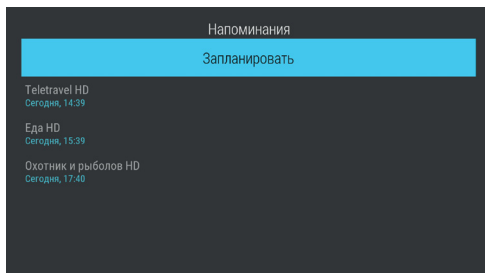 Напоминания
Запланировать
Teletravel HD
Сегодня, 14:39
Еда HD
Сегодня, 15:39
Охотник и рыболов HD
Сегодня, 17:40